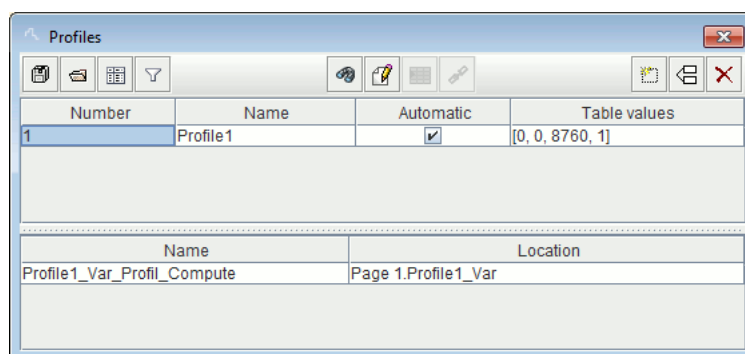 Profiles
Number Name Automatic Table values
1 Profile1 [0, 0, 8760, 1]
Name Location
Profile1_Var_Profil_Compute Page 1.Profile1_Var